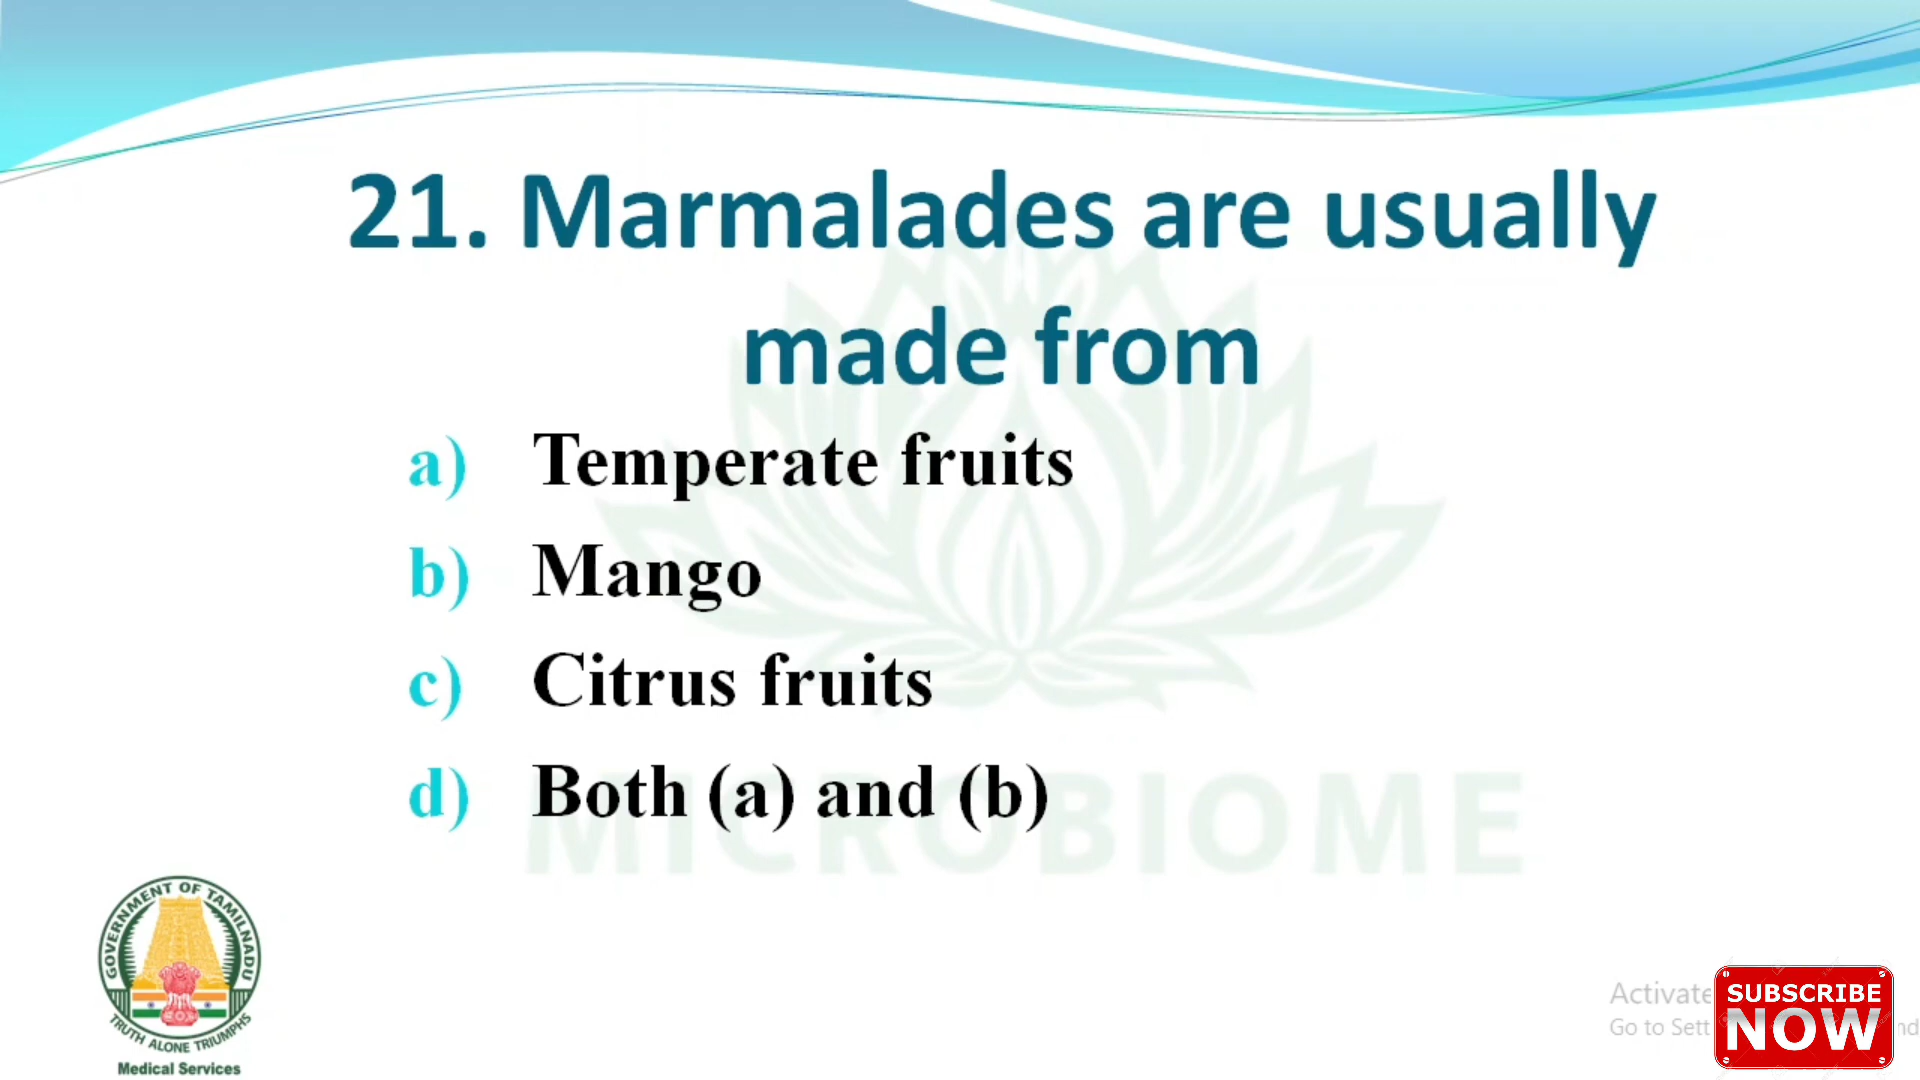 21. Marmalades are usually
made from
a) Temperate fruits
b) Mango
c) Citrus fruits
d) Both (a) and (b)
MICROBIOME
GOVERNMENT OF TAMILNADU
TRUTH ALONE TRIUMPHS
Medical Services
Activate
Go to Sett
SUBSCRIBE
NOW